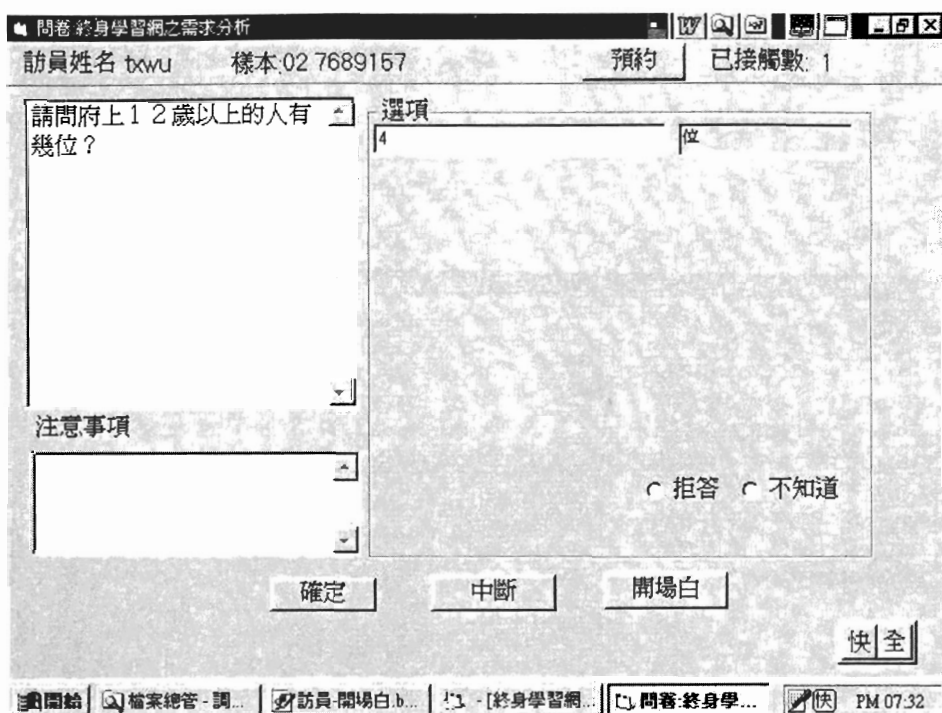 問卷:終身學習網之需求分析
訪員姓名 txwu 樣本:02 7689157 預約 已接觸數: 1
請問府上12歲以上的人有
幾位?
選項
4 位
注意事項
拒答 不知道
確定 中斷 開場白
快 全
開始 檔案總管 - 調... 訪員-開場白.b... - [終身學習網... 問卷:終身學... 快 PM 07:32